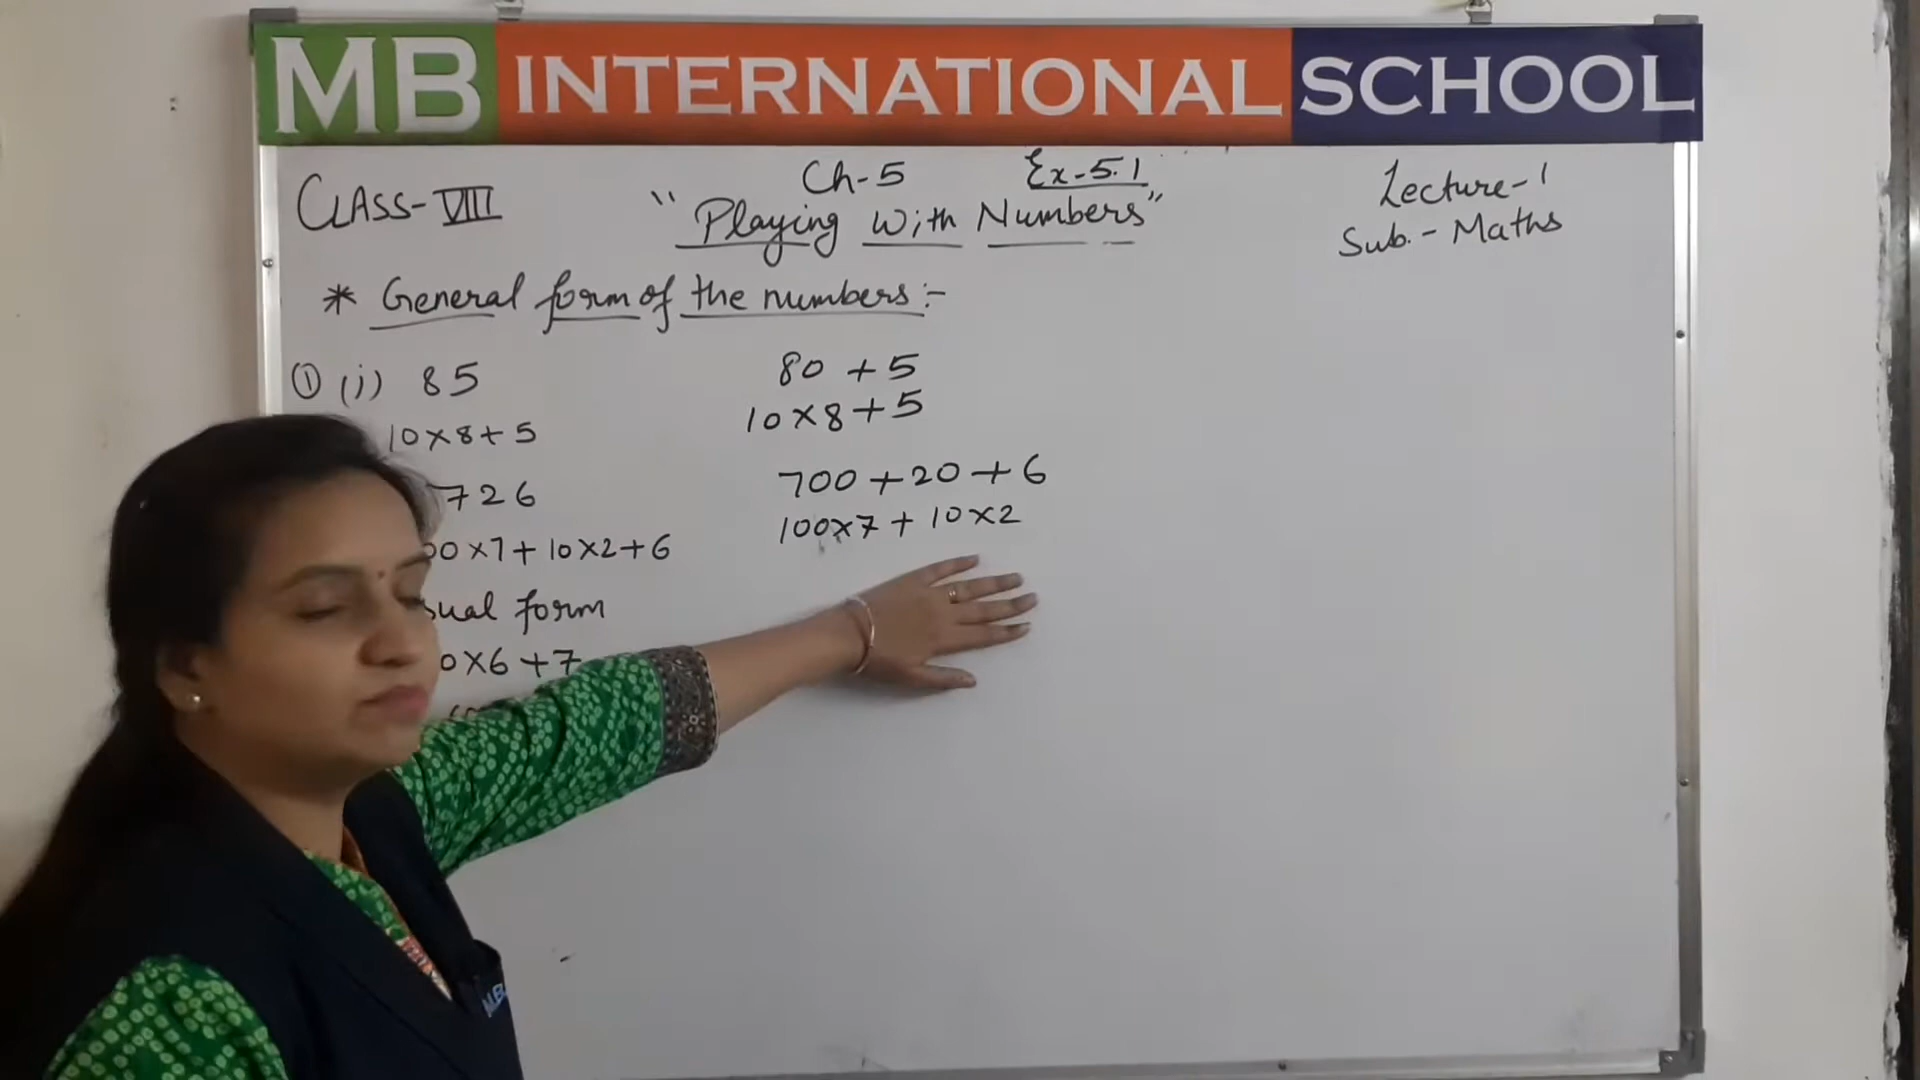 MB INTERNATIONAL SCHOOL
CLASS-VIII
Ch-5 Ex-5.1
"Playing With Numbers"
Lecture-1
Sub.- Maths
* General form of the numbers:-
① (i) 85
10×8+5
726
00×7+10×2+6
sual form
0×6+7
80+5
10×8+5
700+20+6
100×7+10×2